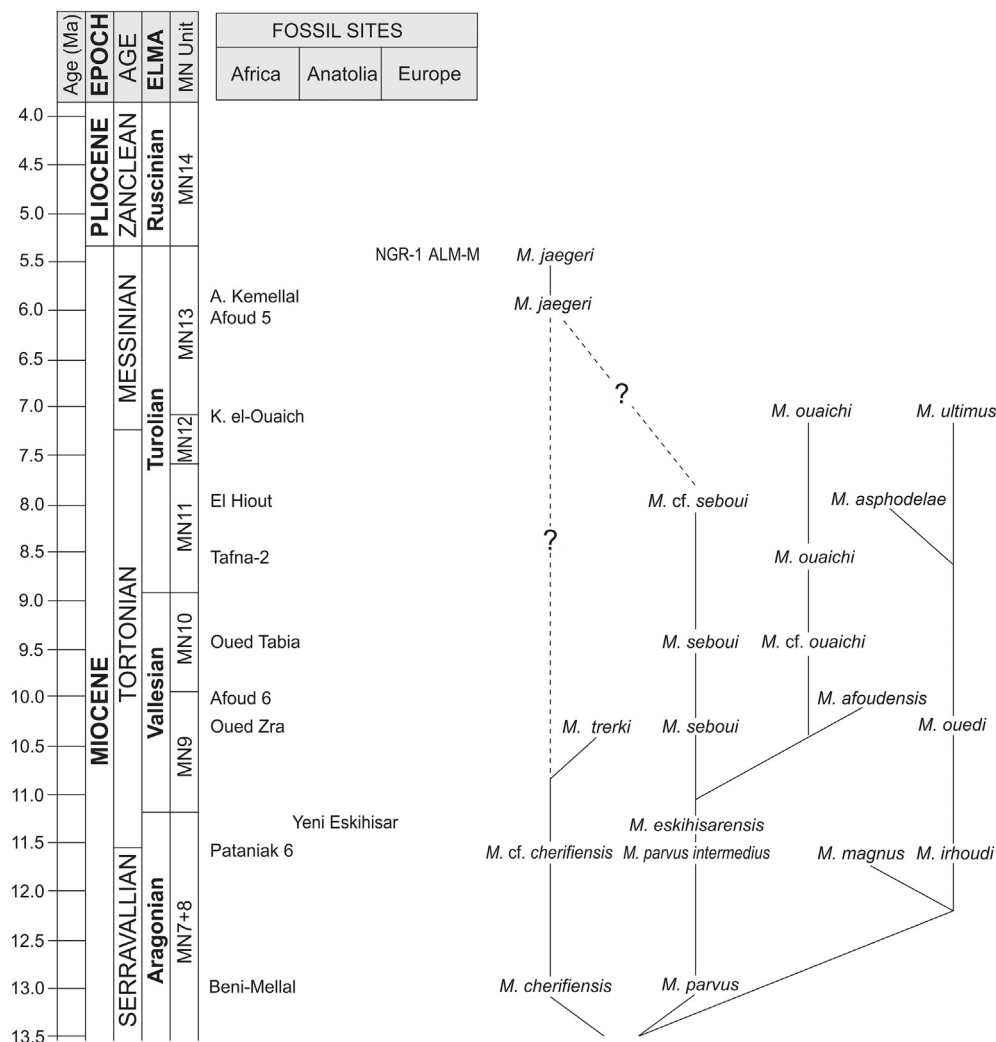 Age (Ma)
EPOCH
AGE
ELMA
MN Unit
FOSSIL SITES
Africa
Anatolia
Europe
4.0
4.5
5.0
5.5
6.0
6.5
7.0
7.5
8.0
8.5
9.0
9.5
10.0
10.5
11.0
11.5
12.0
12.5
13.0
13.5
PLIOCENE
MIOCENE
ZANCLEAN
MESSINIAN
TORTONIAN
SERRAVALLIAN
Ruscinian
Turolian
Vallesian
Aragonian
MN14
MN13
MN12
MN11
MN10
MN9
MN7+8
NGR-1 ALM-M
M. jaegeri
A. Kemellal
Afoud 5
M. jaegeri
?
K. el-Ouaich
M. ouaichi
M. ultimus
El Hiout
M. cf. seboui
M. asphodelae
?
Tafna-2
M. ouaichi
Oued Tabia
M. seboui
M. cf. ouaichi
Afoud 6
M. afoudensis
Oued Zra
M. trerki
M. seboui
M. ouedi
Yeni Eskihisar
M. eskihisarensis
Pataniak 6
M. cf. cherifiensis
M. parvus intermedius
M. magnus
M. irhoudi
Beni-Mellal
M. cherifiensis
M. parvus